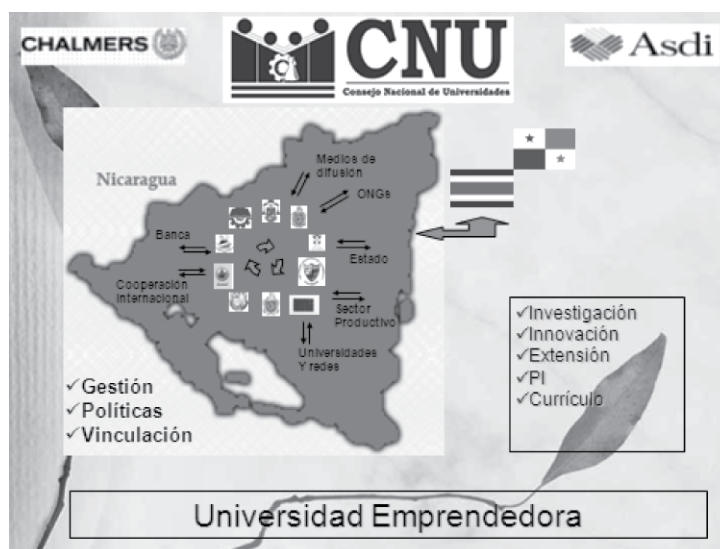 CHALMERS
CNU
Consejo Nacional de Universidades
Asdi
Nicaragua
Medios de
difusión
ONGs
Banca
Estado
Cooperación
Internacional
Sector
Productivo
Universidades
Y redes
✓Gestión
✓Políticas
✓Vinculación
✓Investigación
✓Innovación
✓Extensión
✓PI
✓Currículo
Universidad Emprendedora